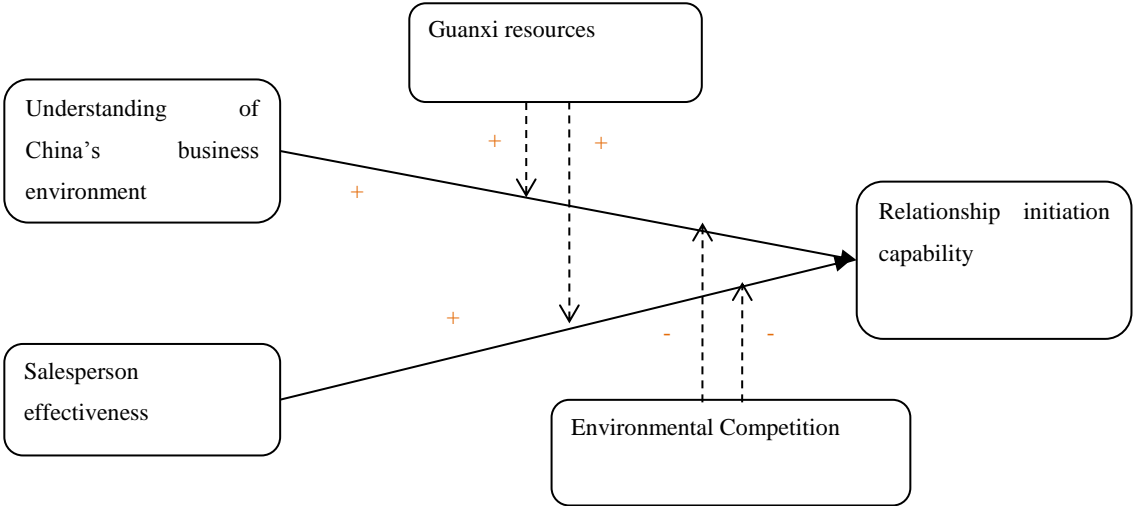 Guanxi resources
Understanding of
China’s business
environment
+ +
+
Relationship initiation
capability
+
- -
Salesperson
effectiveness
Environmental Competition